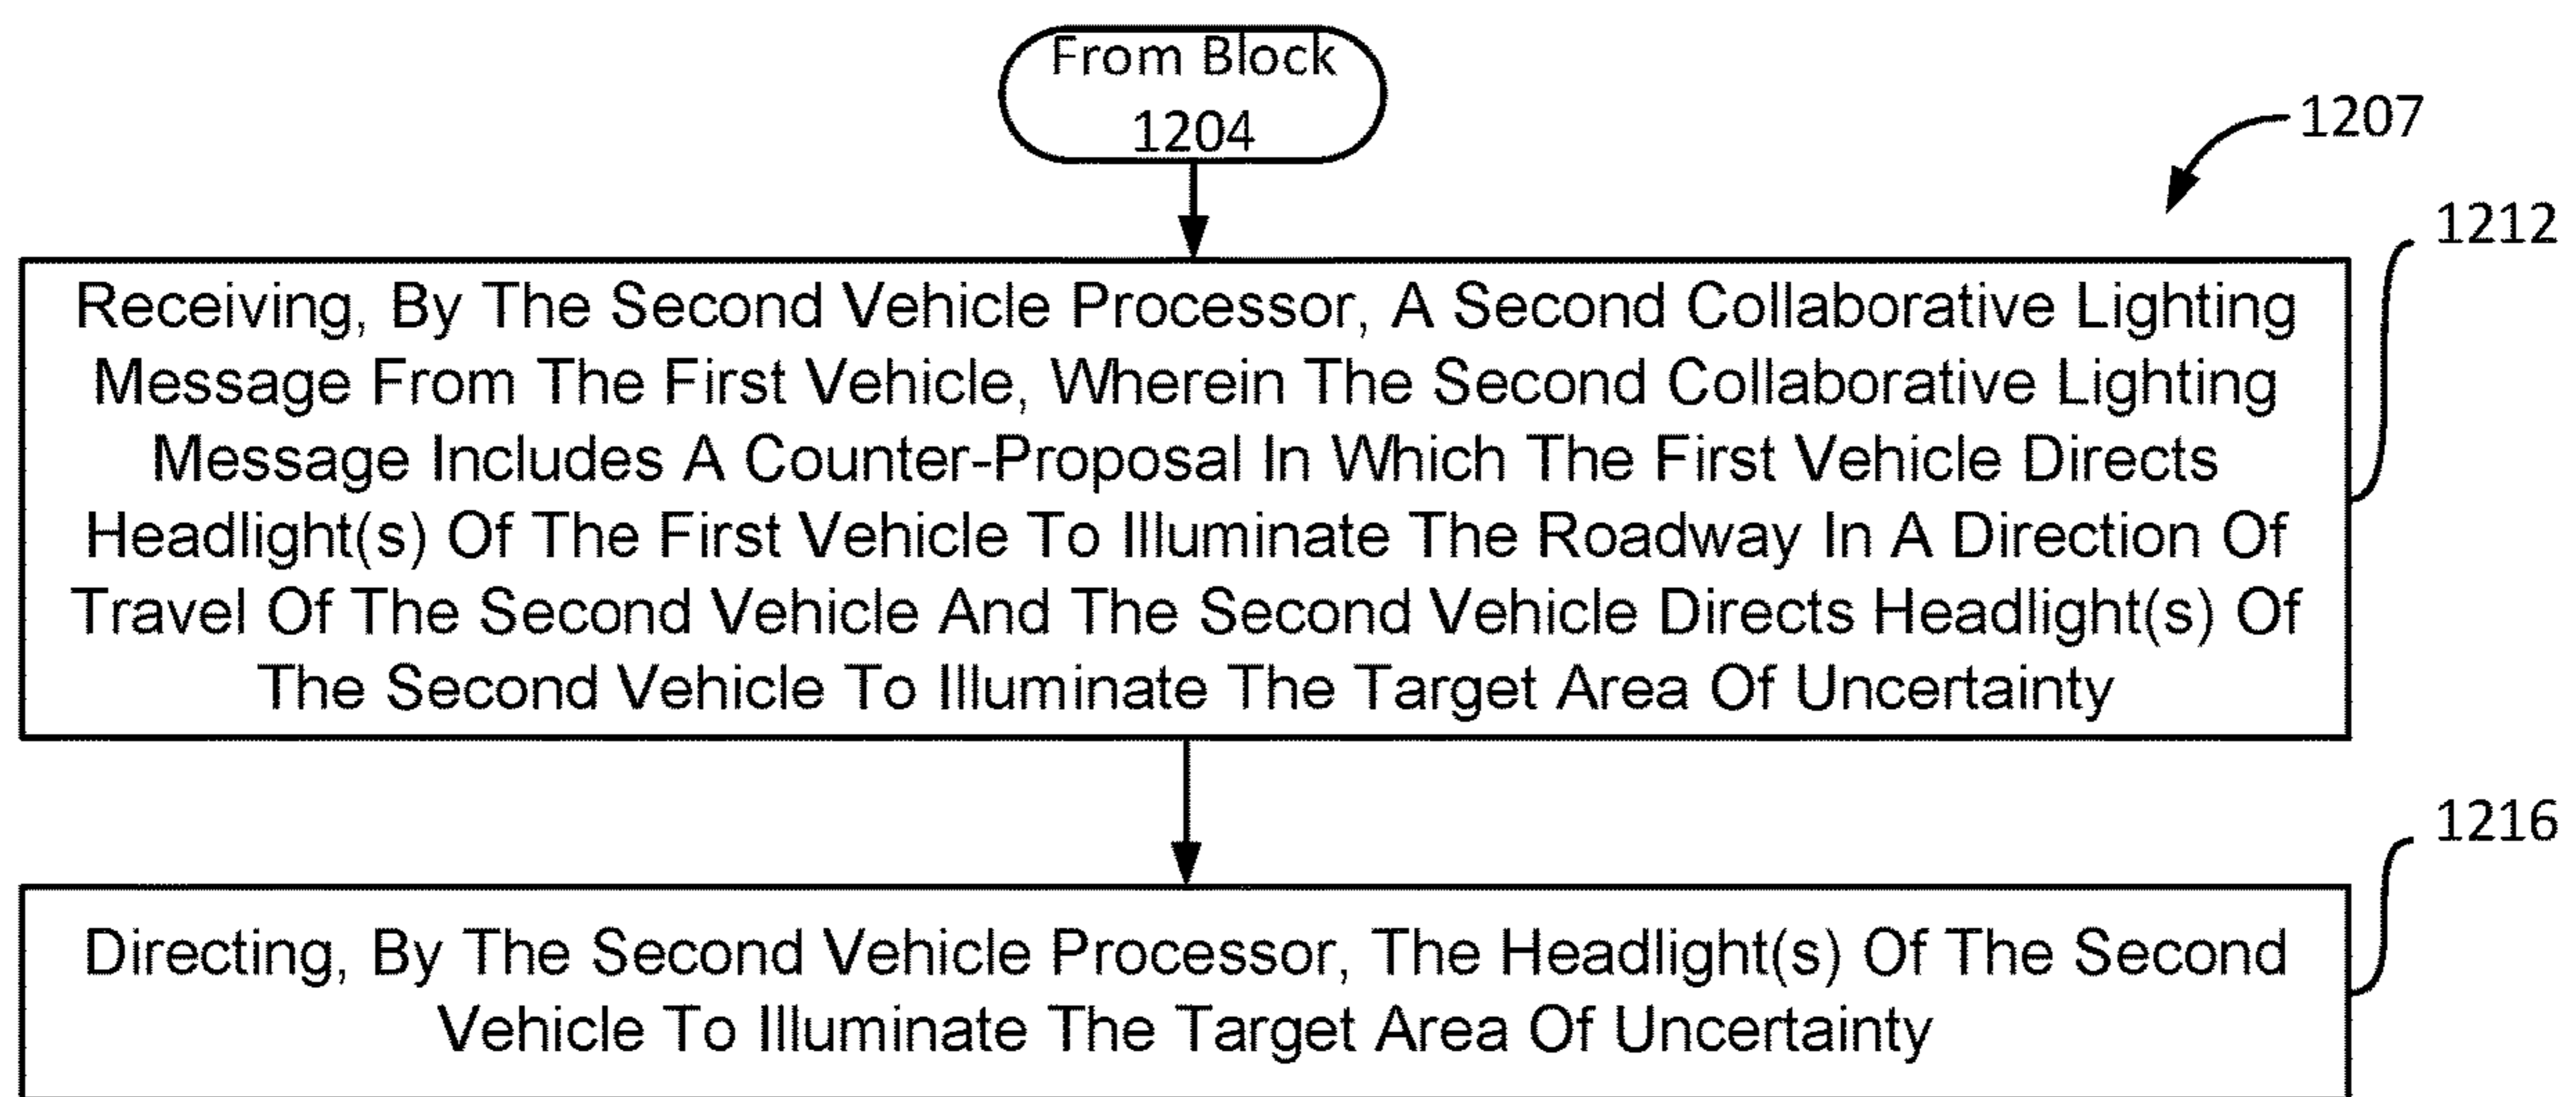 From Block
1204
1207
1212
Receiving, By The Second Vehicle Processor, A Second Collaborative Lighting
Message From The First Vehicle, Wherein The Second Collaborative Lighting
Message Includes A Counter-Proposal In Which The First Vehicle Directs
Headlight(s) Of The First Vehicle To Illuminate The Roadway In A Direction Of
Travel Of The Second Vehicle And The Second Vehicle Directs Headlight(s) Of
The Second Vehicle To Illuminate The Target Area Of Uncertainty
1216
Directing, By The Second Vehicle Processor, The Headlight(s) Of The Second
Vehicle To Illuminate The Target Area Of Uncertainty